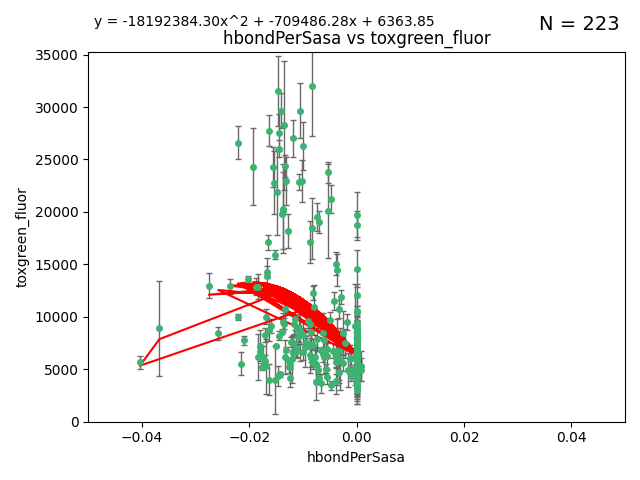 y = -18192384.30x^2 + -709486.28x + 6363.85
N = 223
hbondPerSasa vs toxgreen_fluor
35000
30000
25000
20000
15000
10000
5000
0
toxgreen_fluor
−0.04
−0.02
0.00
0.02
0.04
hbondPerSasa